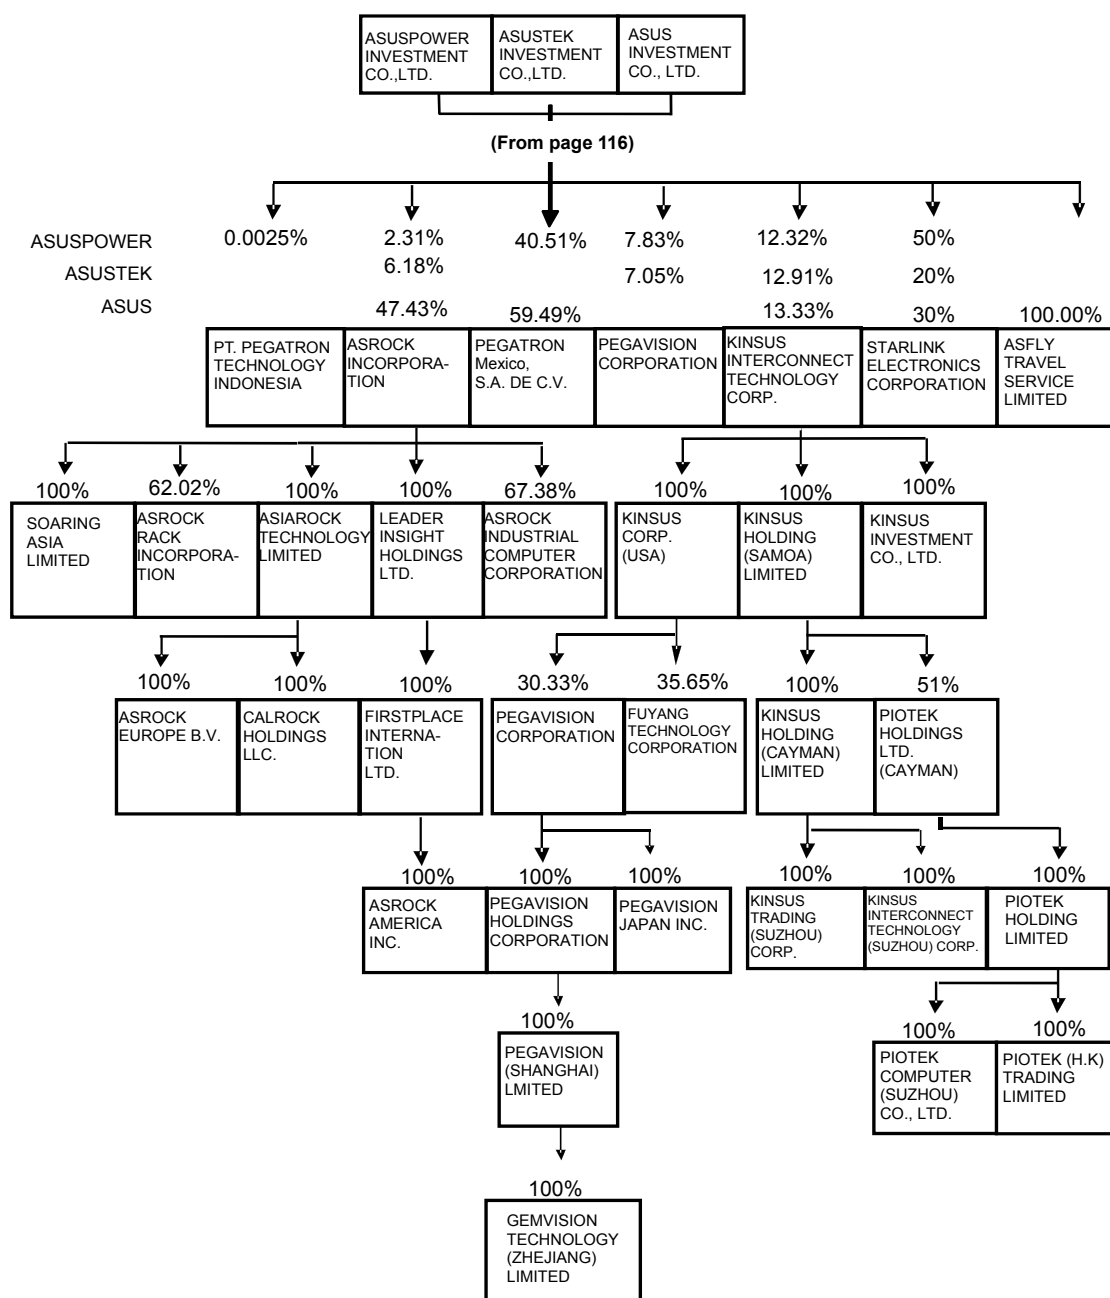 ASUSPOWER
INVESTMENT
CO.,LTD.
ASUSTEK
INVESTMENT
CO.,LTD.
ASUS
INVESTMENT
CO., LTD.
(From page 116)
ASUSPOWER
0.0025%
2.31%
40.51%
7.83%
12.32%
50%
ASUSTEK
6.18%
7.05%
12.91%
20%
ASUS
47.43%
59.49%
13.33%
30%
100.00%
PT. PEGATRON
TECHNOLOGY
INDONESIA
ASROCK
INCORPORA-
TION
PEGATRON
Mexico,
S.A. DE C.V.
PEGAVISION
CORPORATION
KINSUS
INTERCONNECT
TECHNOLOGY
CORP.
STARLINK
ELECTRONICS
CORPORATION
ASFLY
TRAVEL
SERVICE
LIMITED
100%
62.02%
100%
100%
67.38%
100%
100%
100%
SOARING
ASIA
LIMITED
ASROCK
RACK
INCORPORA-
TION
ASIAROCK
TECHNOLOGY
LIMITED
LEADER
INSIGHT
HOLDINGS
LTD.
ASROCK
INDUSTRIAL
COMPUTER
CORPORATION
KINSUS
CORP.
(USA)
KINSUS
HOLDING
(SAMOA)
LIMITED
KINSUS
INVESTMENT
CO., LTD.
100%
100%
100%
30.33%
35.65%
100%
51%
ASROCK
EUROPE B.V.
CALROCK
HOLDINGS
LLC.
FIRSTPLACE
INTERNA-
TION
LTD.
PEGAVISION
CORPORATION
FUYANG
TECHNOLOGY
CORPORATION
KINSUS
HOLDING
(CAYMAN)
LIMITED
PIOTEK
HOLDINGS
LTD.
(CAYMAN)
100%
100%
100%
100%
100%
100%
ASROCK
AMERICA
INC.
PEGAVISION
HOLDINGS
CORPORATION
PEGAVISION
JAPAN INC.
KINSUS
TRADING
(SUZHOU)
CORP.
KINSUS
INTERCONNECT
TECHNOLOGY
(SUZHOU) CORP.
PIOTEK
HOLDING
LIMITED
100%
100%
100%
PEGAVISION
(SHANGHAI)
LMITED
PIOTEK
COMPUTER
(SUZHOU)
CO., LTD.
PIOTEK (H.K)
TRADING
LIMITED
100%
GEMVISION
TECHNOLOGY
(ZHEJIANG)
LIMITED